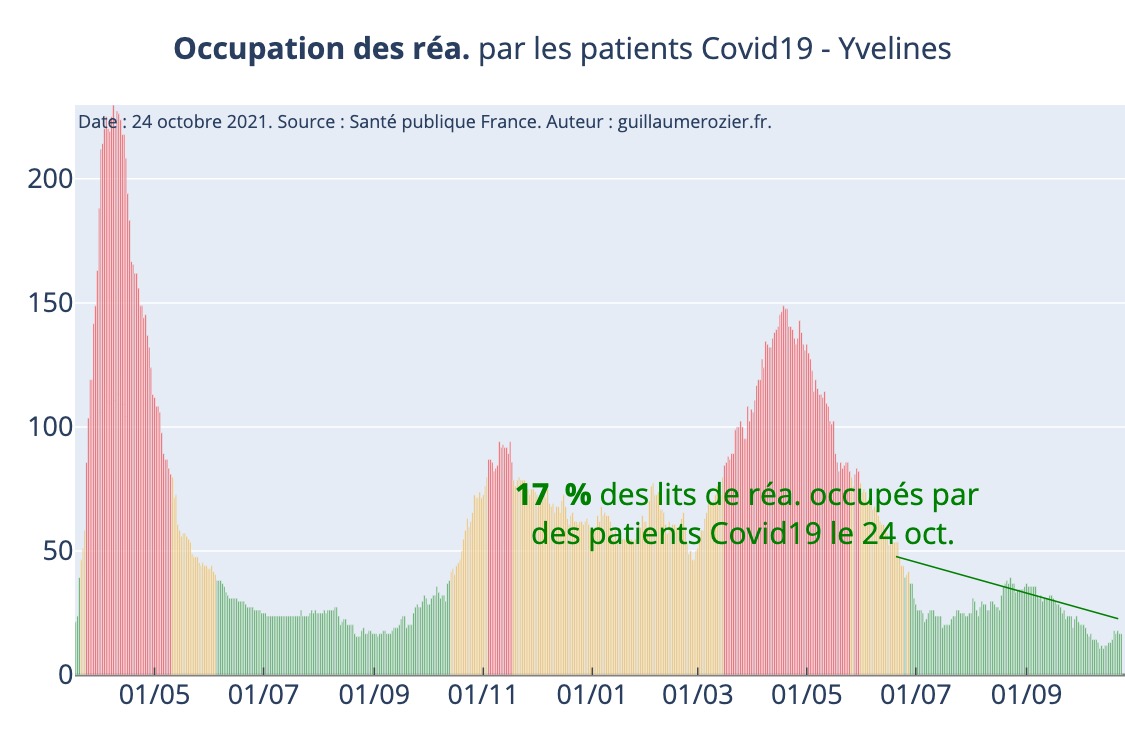 Occupation des réa. par les patients Covid19 - Yvelines
Date : 24 octobre 2021. Source : Santé publique France. Auteur : guillaumerozier.fr.
200
150
100
17 % des lits de réa. occupés par
des patients Covid19 le 24 oct.
50
0
01/05 01/07 01/09 01/11 01/01 01/03 01/05 01/07 01/09